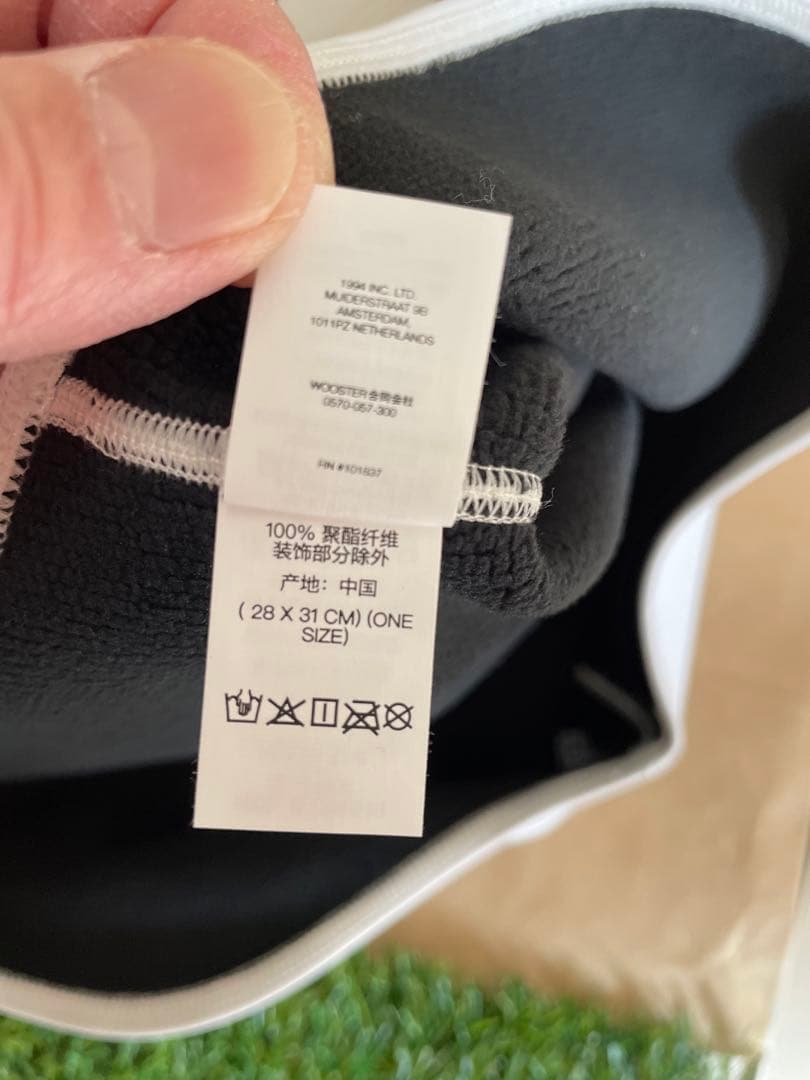 1994 INC. LTD.
MUIDERSTRAAT 9B
AMSTERDAM,
1011PZ NETHERLANDS
WOOSTER合同会社
0570-057-300
RN #101837
100% 聚酯纤维
装饰部分除外
产地：中国
( 28 X 31 CM) (ONE
SIZE)